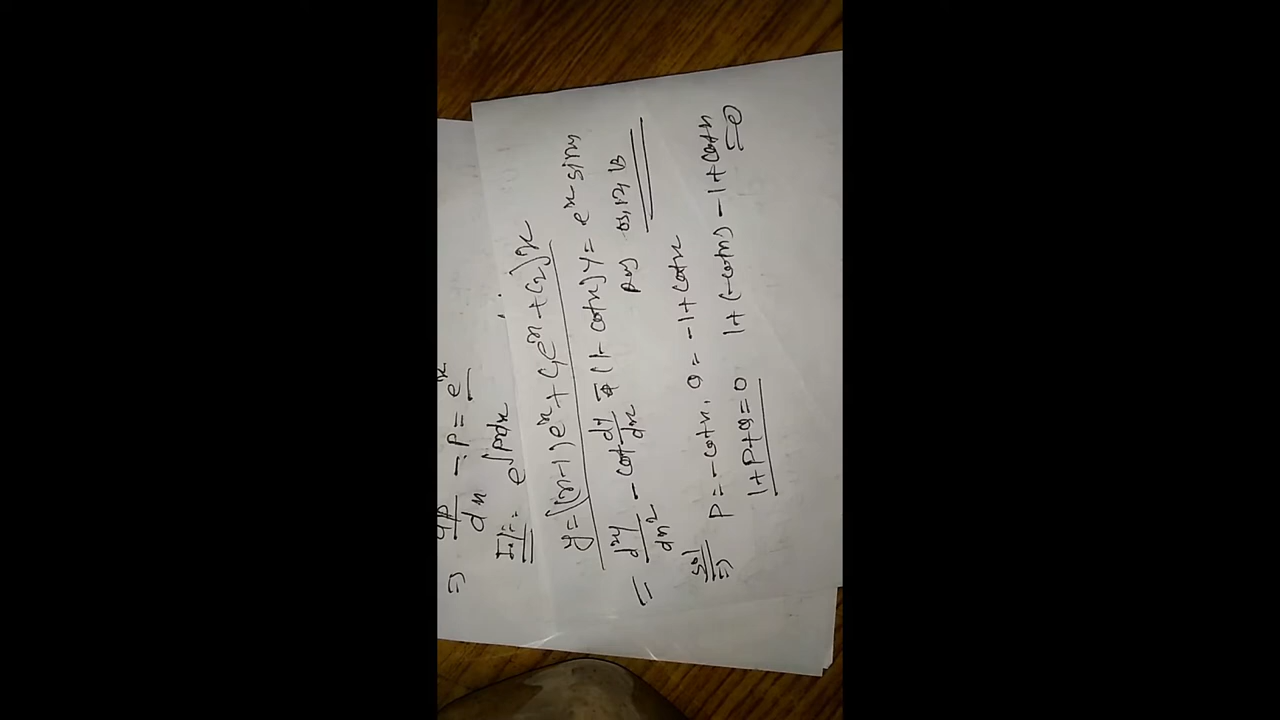 ⇒ dp/dx - P = e^x
I.F = e^∫pdx
y = ((x-1)e^x + C₁e^x + C₂)x
= d²y/dx² - cot dy/dx - (1 - cotx)y = e^x sinx
sol ⇒ P = -cotx, Q = -1 + cotx
1+P+Q=0 1+(-cotx) -1+cotx =0